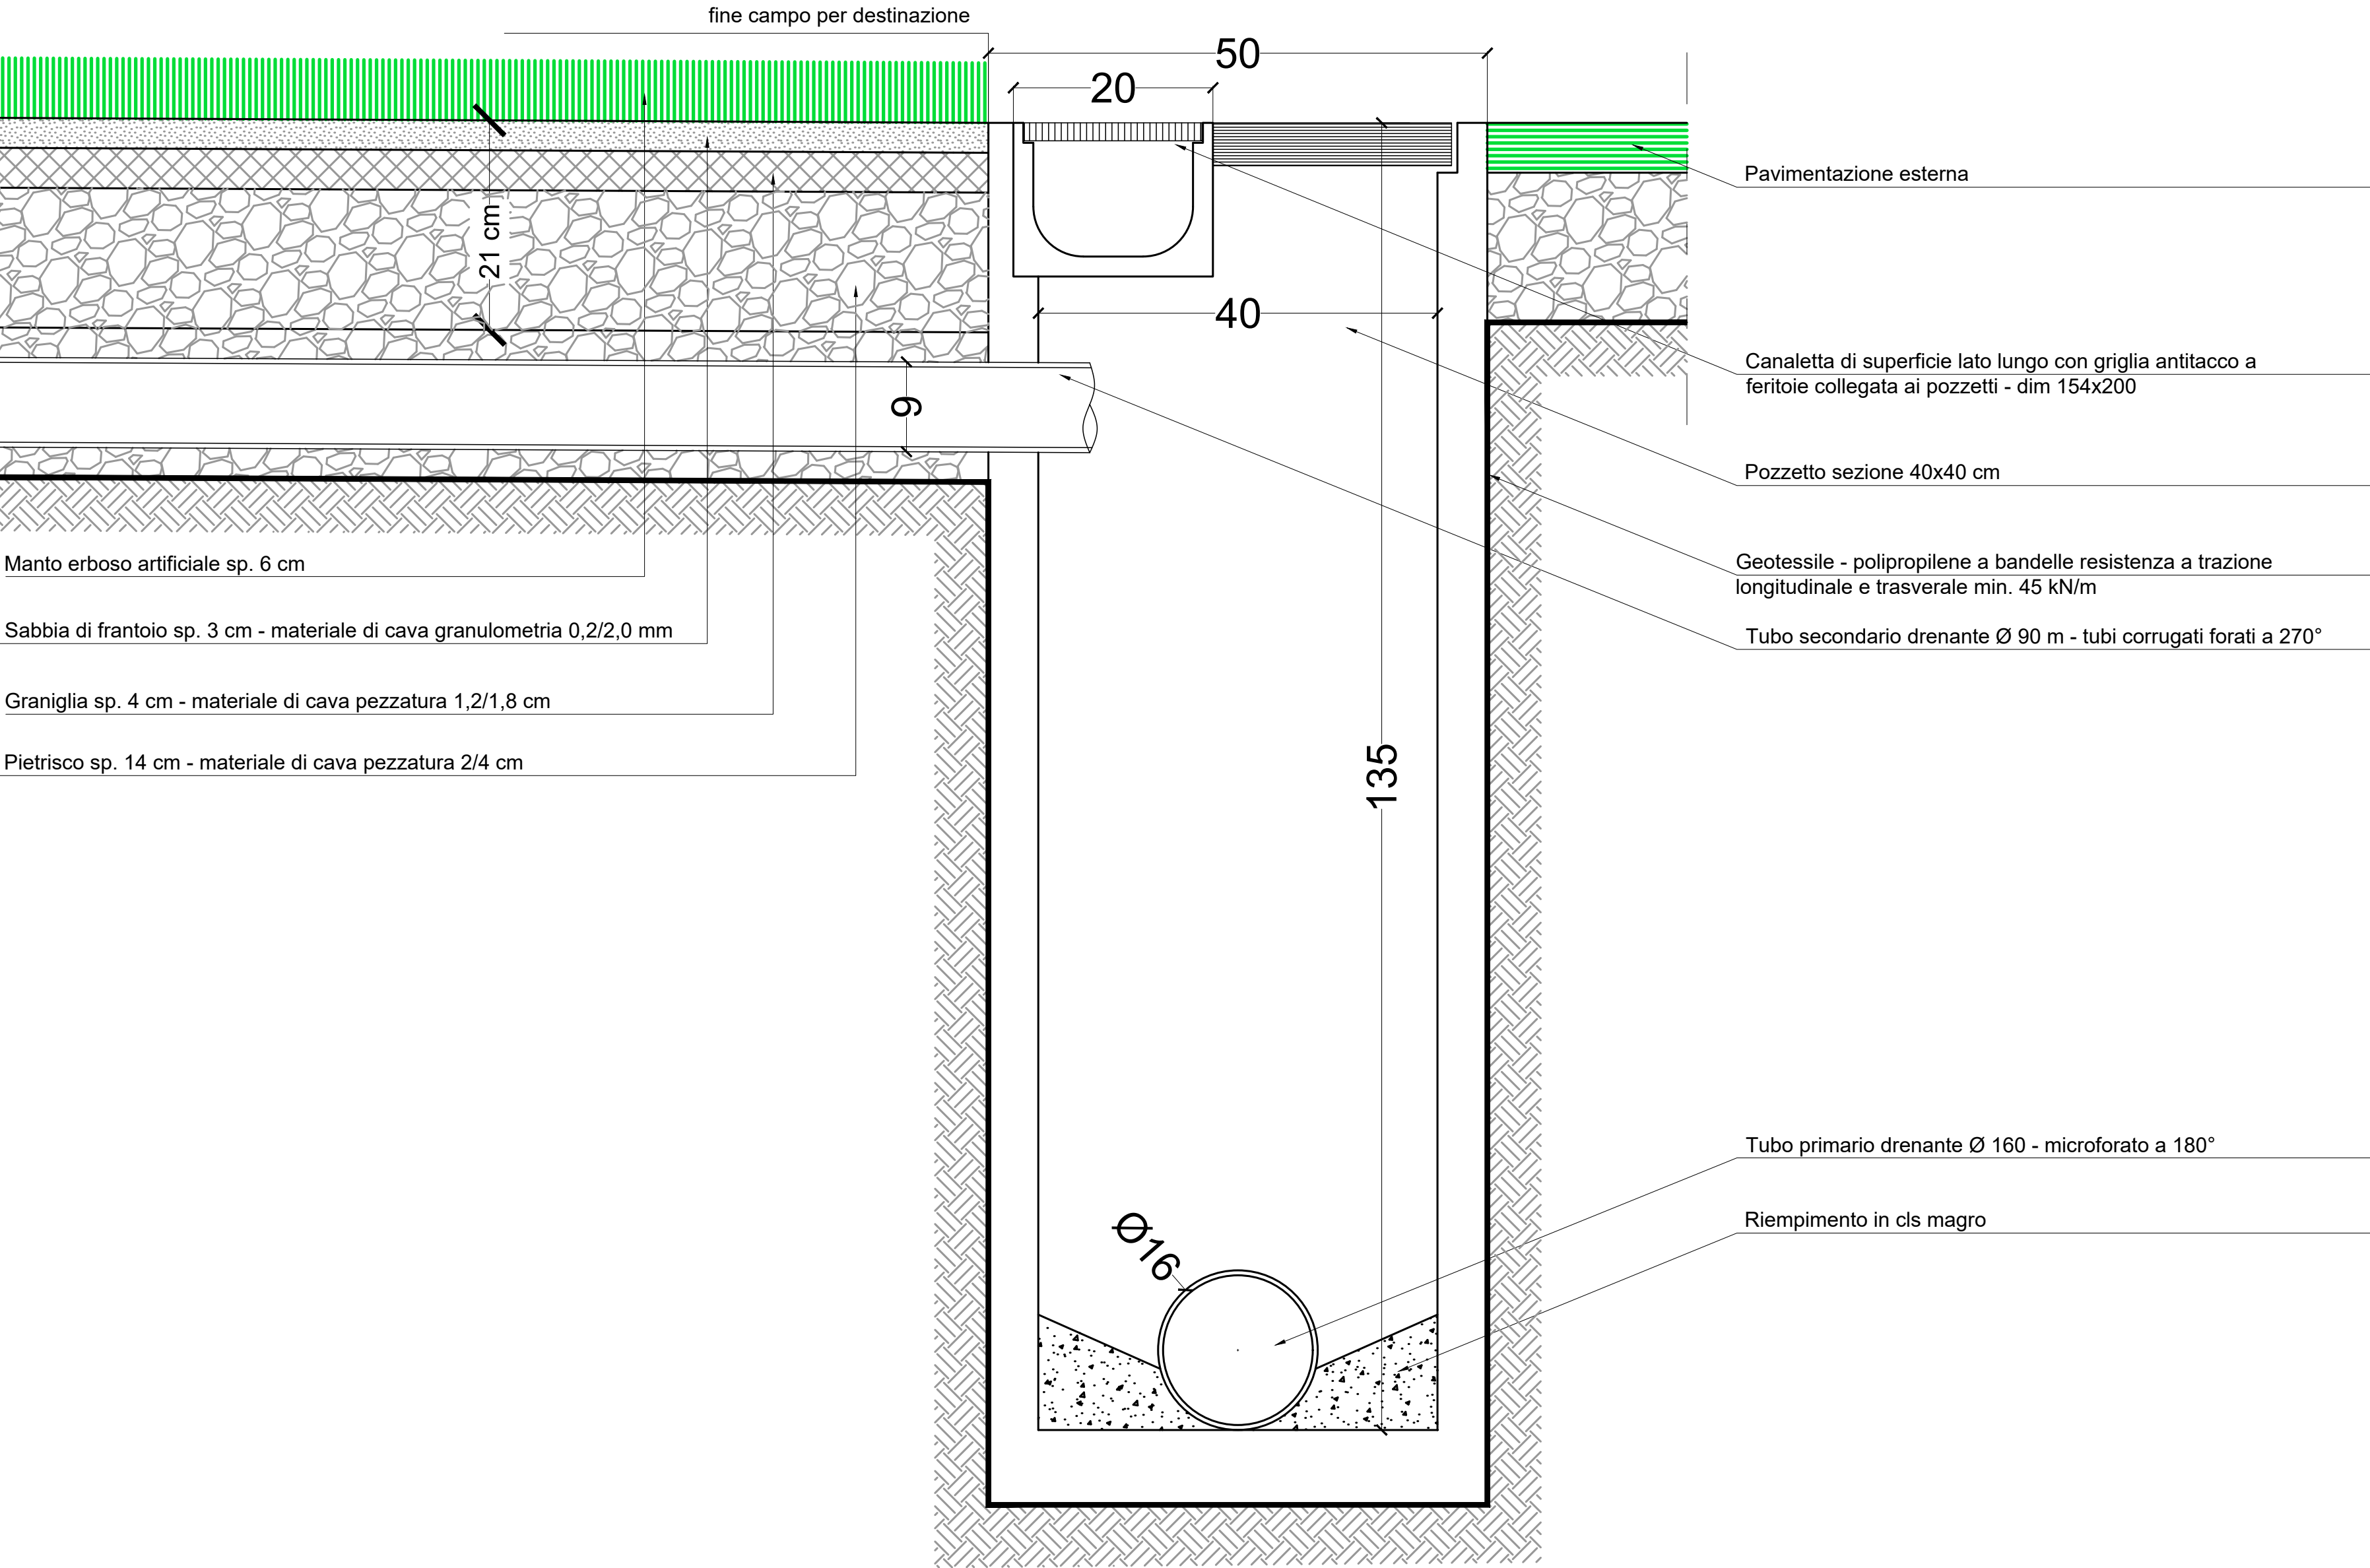 fine campo per destinazione
50
20
Pavimentazione esterna
21 cm
40
Canaletta di superficie lato lungo con griglia antitacco a
feritoie collegata ai pozzetti - dim 154x200
9
Pozzetto sezione 40x40 cm
Manto erboso artificiale sp. 6 cm
Geotessile - polipropilene a bandelle resistenza a trazione
longitudinale e trasverale min. 45 kN/m
Sabbia di frantoio sp. 3 cm - materiale di cava granulometria 0,2/2,0 mm
Tubo secondario drenante Ø 90 m - tubi corrugati forati a 270°
Graniglia sp. 4 cm - materiale di cava pezzatura 1,2/1,8 cm
Pietrisco sp. 14 cm - materiale di cava pezzatura 2/4 cm
135
Tubo primario drenante Ø 160 - microforato a 180°
Riempimento in cls magro
Ø16